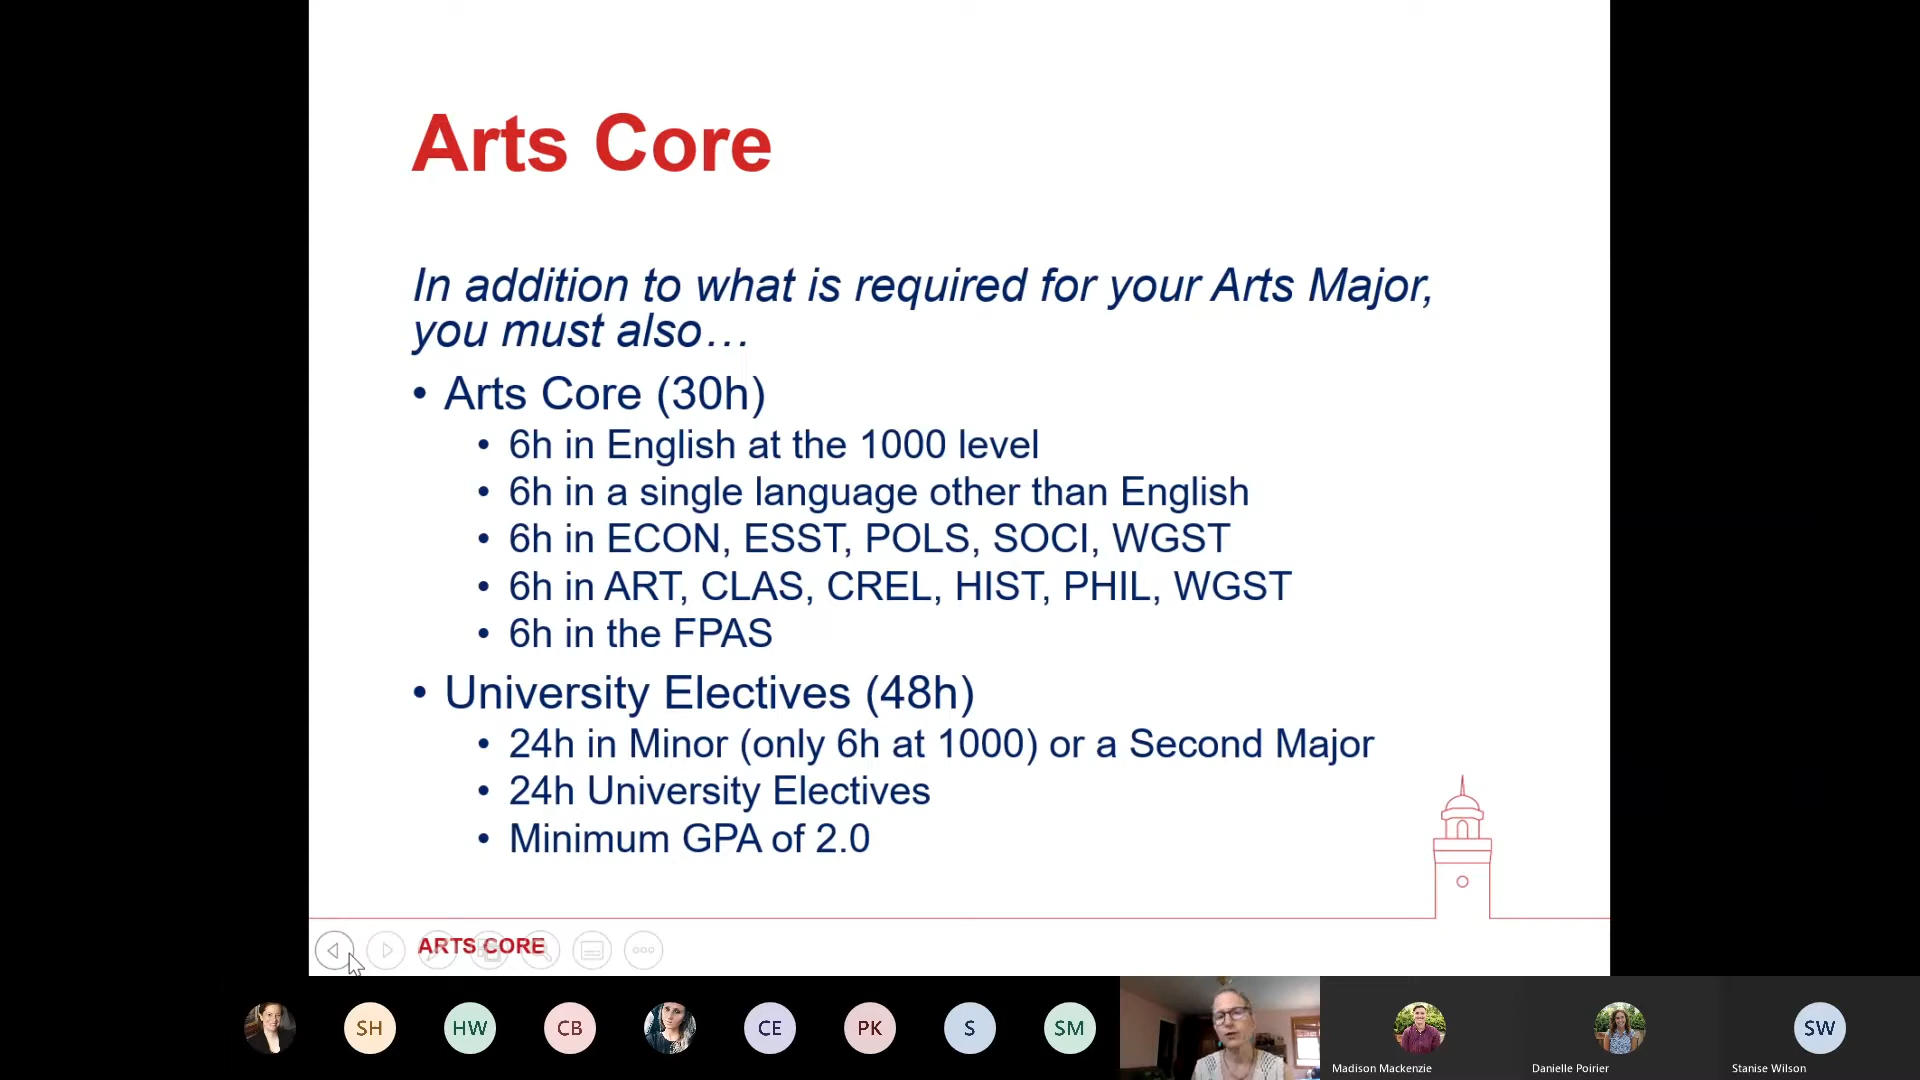 Arts Core
In addition to what is required for your Arts Major,
you must also…
• Arts Core (30h)
• 6h in English at the 1000 level
• 6h in a single language other than English
• 6h in ECON, ESST, POLS, SOCI, WGST
• 6h in ART, CLAS, CREL, HIST, PHIL, WGST
• 6h in the FPAS
• University Electives (48h)
• 24h in Minor (only 6h at 1000) or a Second Major
• 24h University Electives
• Minimum GPA of 2.0
ARTS CORE
SH HW CB CE PK S SM SW
Madison Mackenzie Danielle Poirier Stanise Wilson